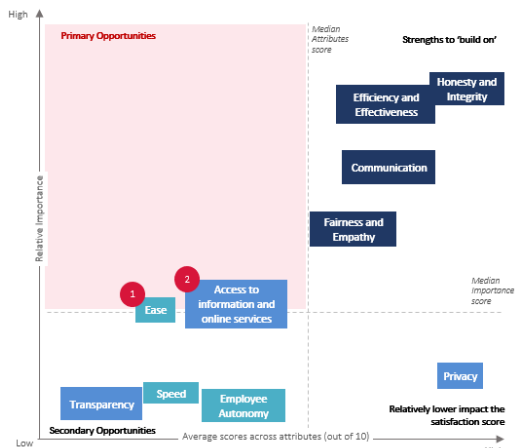 High
Primary Opportunities
Median
Attributes
score
Strengths to 'build on'
Honesty and
Integrity
Efficiency and
Effectiveness
Communication
Fairness and
Empathy
Relative Importance
1
2
Ease
Access to
information and
online services
Median
Importance
score
Transparency
Speed
Employee
Autonomy
Privacy
Secondary Opportunities
Relatively lower impact the
satisfaction score
Low
Average scores across attributes (out of 10)